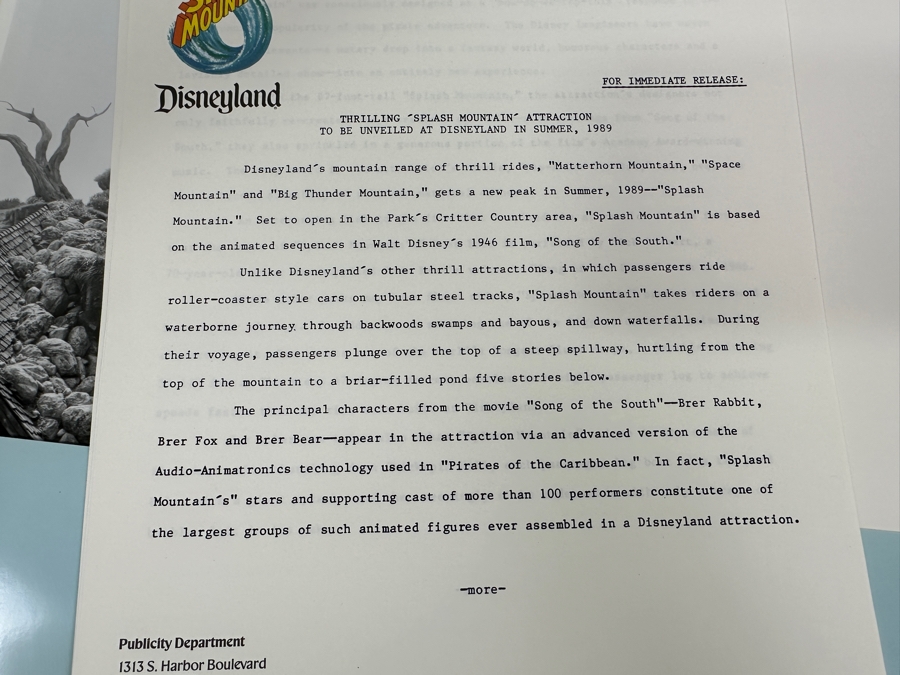 MOUNTAIN
Disneyland
FOR IMMEDIATE RELEASE:
THRILLING ´SPLASH MOUNTAIN´ ATTRACTION
TO BE UNVEILED AT DISNEYLAND IN SUMMER, 1989
Disneyland´s mountain range of thrill rides, "Matterhorn Mountain," "Space
Mountain" and "Big Thunder Mountain," gets a new peak in Summer, 1989--"Splash
Mountain." Set to open in the Park´s Critter Country area, "Splash Mountain" is based
on the animated sequences in Walt Disney´s 1946 film, "Song of the South."
Unlike Disneyland´s other thrill attractions, in which passengers ride
roller-coaster style cars on tubular steel tracks, "Splash Mountain" takes riders on a
waterborne journey through backwoods swamps and bayous, and down waterfalls. During
their voyage, passengers plunge over the top of a steep spillway, hurtling from the
top of the mountain to a briar-filled pond five stories below.
The principal characters from the movie "Song of the South"--Brer Rabbit,
Brer Fox and Brer Bear--appear in the attraction via an advanced version of the
Audio-Animatronics technology used in "Pirates of the Caribbean." In fact, "Splash
Mountain´s" stars and supporting cast of more than 100 performers constitute one of
the largest groups of such animated figures ever assembled in a Disneyland attraction.
-more-
Publicity Department
1313 S. Harbor Boulevard